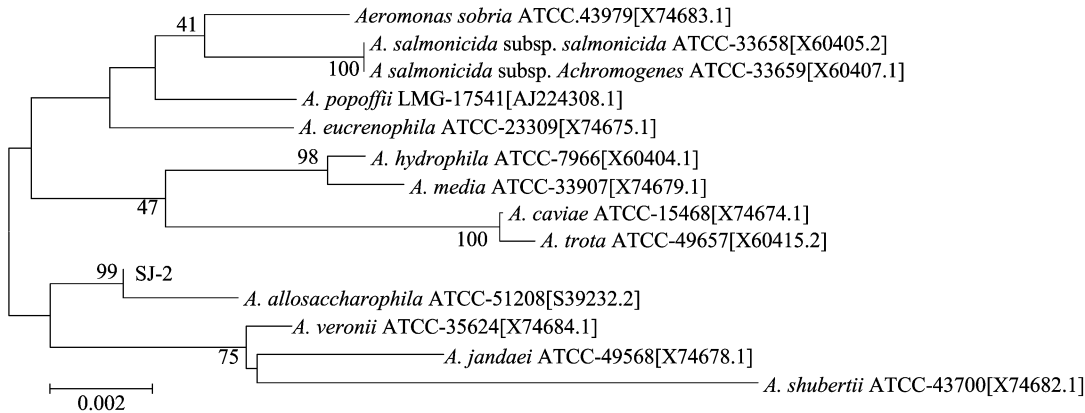 Aeromonas sobria ATCC.43979[X74683.1]
41
A. salmonicida subsp. salmonicida ATCC-33658[X60405.2]
100
A salmonicida subsp. Achromogenes ATCC-33659[X60407.1]
A. popoffii LMG-17541[AJ224308.1]
A. eucrenophila ATCC-23309[X74675.1]
98
A. hydrophila ATCC-7966[X60404.1]
A. media ATCC-33907[X74679.1]
47
A. caviae ATCC-15468[X74674.1]
100
A. trota ATCC-49657[X60415.2]
99 SJ-2
A. allosaccharophila ATCC-51208[S39232.2]
A. veronii ATCC-35624[X74684.1]
75
A. jandaei ATCC-49568[X74678.1]
A. shubertii ATCC-43700[X74682.1]
0.002